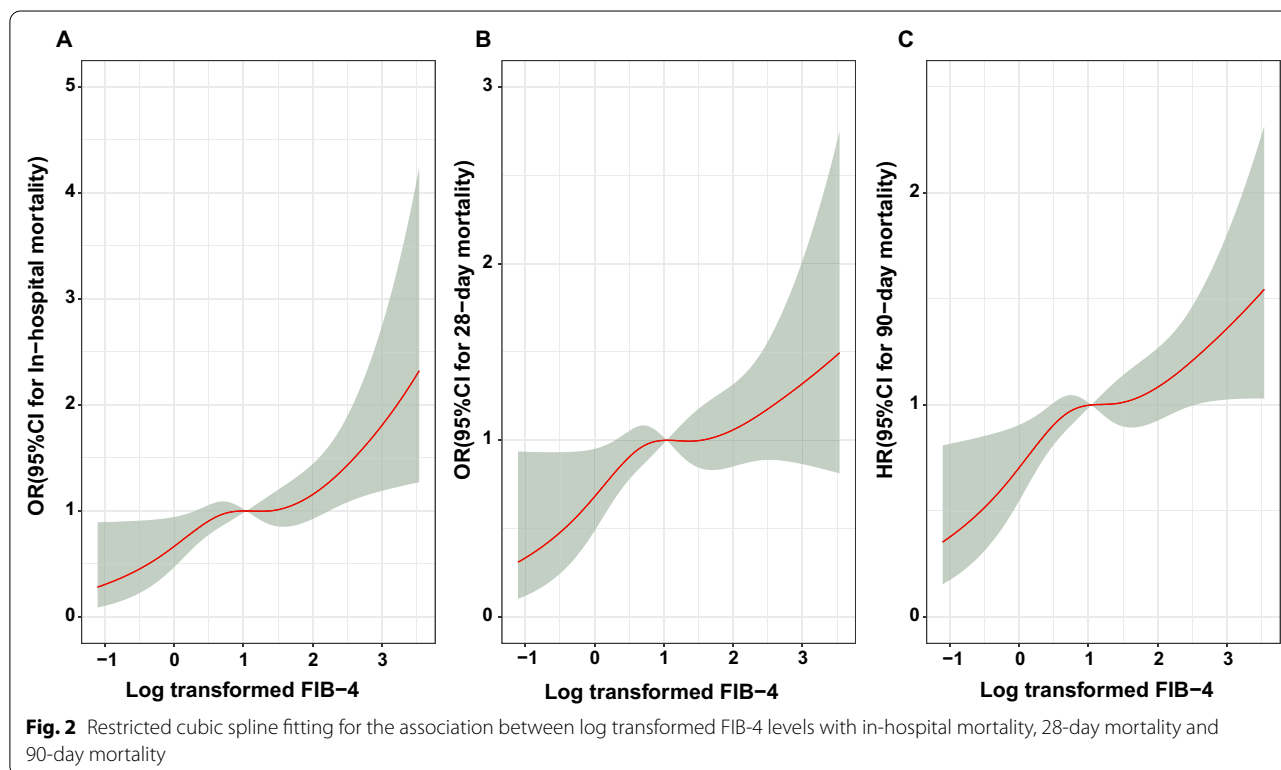 A
B
C
OR(95%CI for In−hospital mortality)
5
4
3
2
1
0
−1 0 1 2 3
Log transformed FIB−4
OR(95%CI for 28−day mortality)
3
2
1
0
−1 0 1 2 3
Log transformed FIB−4
HR(95%CI for 90−day mortality)
2
1
0
−1 0 1 2 3
Log transformed FIB−4
Fig. 2 Restricted cubic spline fitting for the association between log transformed FIB-4 levels with in-hospital mortality, 28-day mortality and
90-day mortality